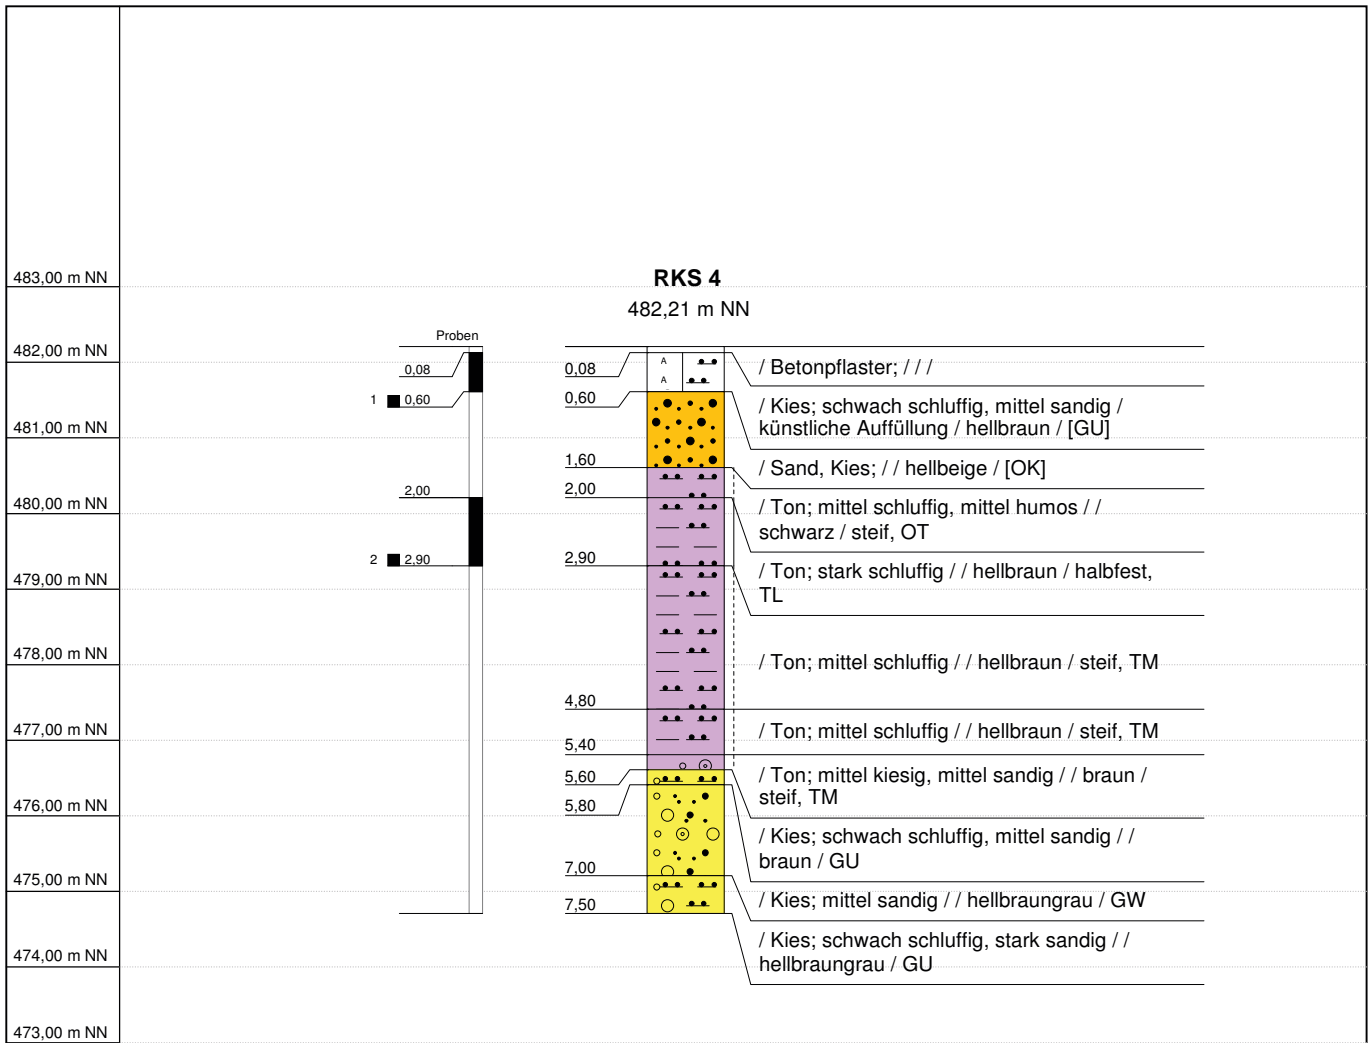 RKS 4
482,21 m NN
483,00 m NN
482,00 m NN
481,00 m NN
480,00 m NN
479,00 m NN
478,00 m NN
477,00 m NN
476,00 m NN
475,00 m NN
474,00 m NN
473,00 m NN
Proben
0,08
1 0,60
2,00
2 2,90
0,08
0,60
1,60
2,00
2,90
4,80
5,40
5,60
5,80
7,00
7,50
A
A
/ Betonpflaster; / / /
/ Kies; schwach schluffig, mittel sandig /
künstliche Auffüllung / hellbraun / [GU]
/ Sand, Kies; / / hellbeige / [OK]
/ Ton; mittel schluffig, mittel humos / /
schwarz / steif, OT
/ Ton; stark schluffig / / hellbraun / halbfest,
TL
/ Ton; mittel schluffig / / hellbraun / steif, TM
/ Ton; mittel schluffig / / hellbraun / steif, TM
/ Ton; mittel kiesig, mittel sandig / / braun /
steif, TM
/ Kies; schwach schluffig, mittel sandig / /
braun / GU
/ Kies; mittel sandig / / hellbraungrau / GW
/ Kies; schwach schluffig, stark sandig / /
hellbraungrau / GU